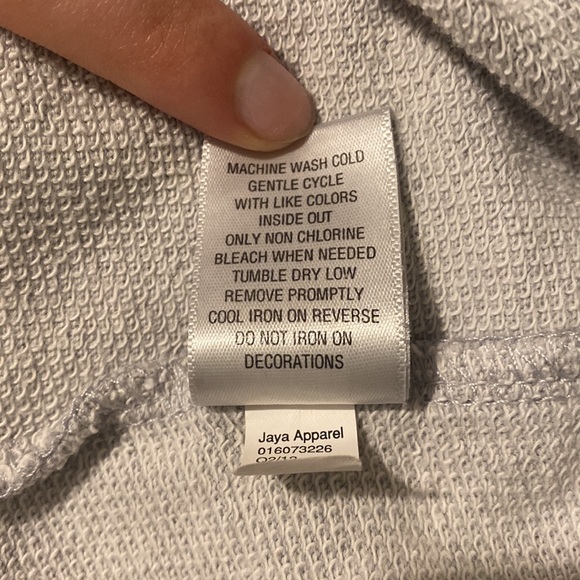 MACHINE WASH COLD
GENTLE CYCLE
WITH LIKE COLORS
INSIDE OUT
ONLY NON CHLORINE
BLEACH WHEN NEEDED
TUMBLE DRY LOW
REMOVE PROMPTLY
COOL IRON ON REVERSE
DO NOT IRON ON
DECORATIONS
Jaya Apparel
016073226